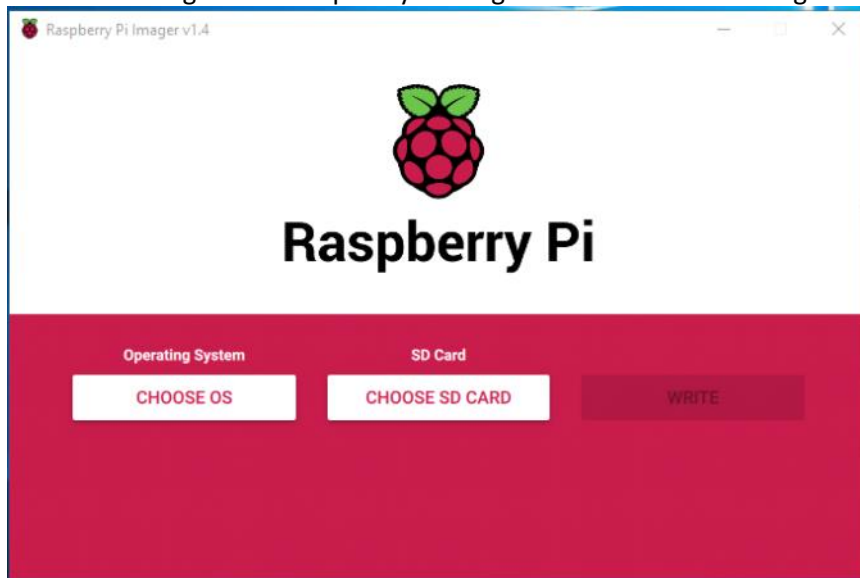 Raspberry Pi Imager v1.4
Raspberry Pi
Operating System
SD Card
CHOOSE OS
CHOOSE SD CARD
WRITE